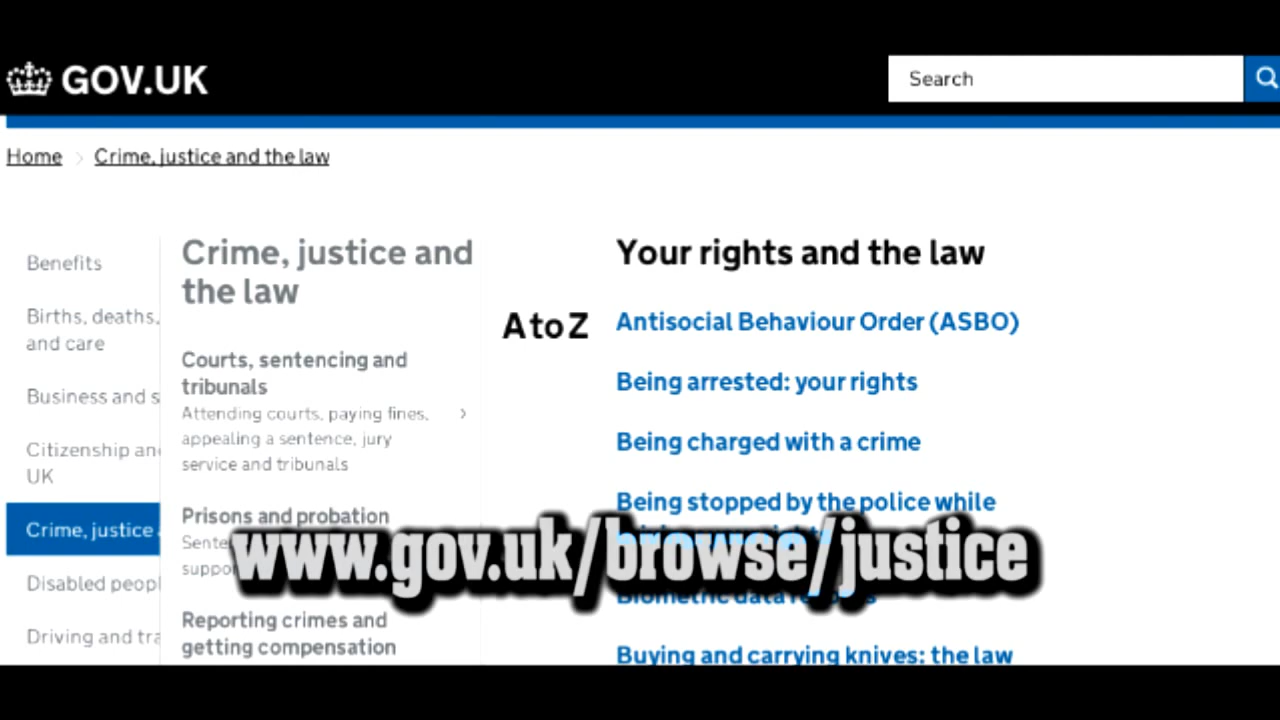 GOV.UK
Search
Home
Crime, justice and the law
Benefits
Births, deaths,
and care
Business and s
Citizenship an
UK
Crime, justice
Disabled peopl
Driving and tra
Crime, justice and
the law
Courts, sentencing and
tribunals
Attending courts, paying fines,
appealing a sentence, jury
service and tribunals
Prisons and probation
Sente
suppo
Reporting crimes and
getting compensation
A to Z
Your rights and the law
Antisocial Behaviour Order (ASBO)
Being arrested: your rights
Being charged with a crime
Being stopped by the police while
Biometric data
Buying and carrying knives: the law
www.gov.uk/browse/justice